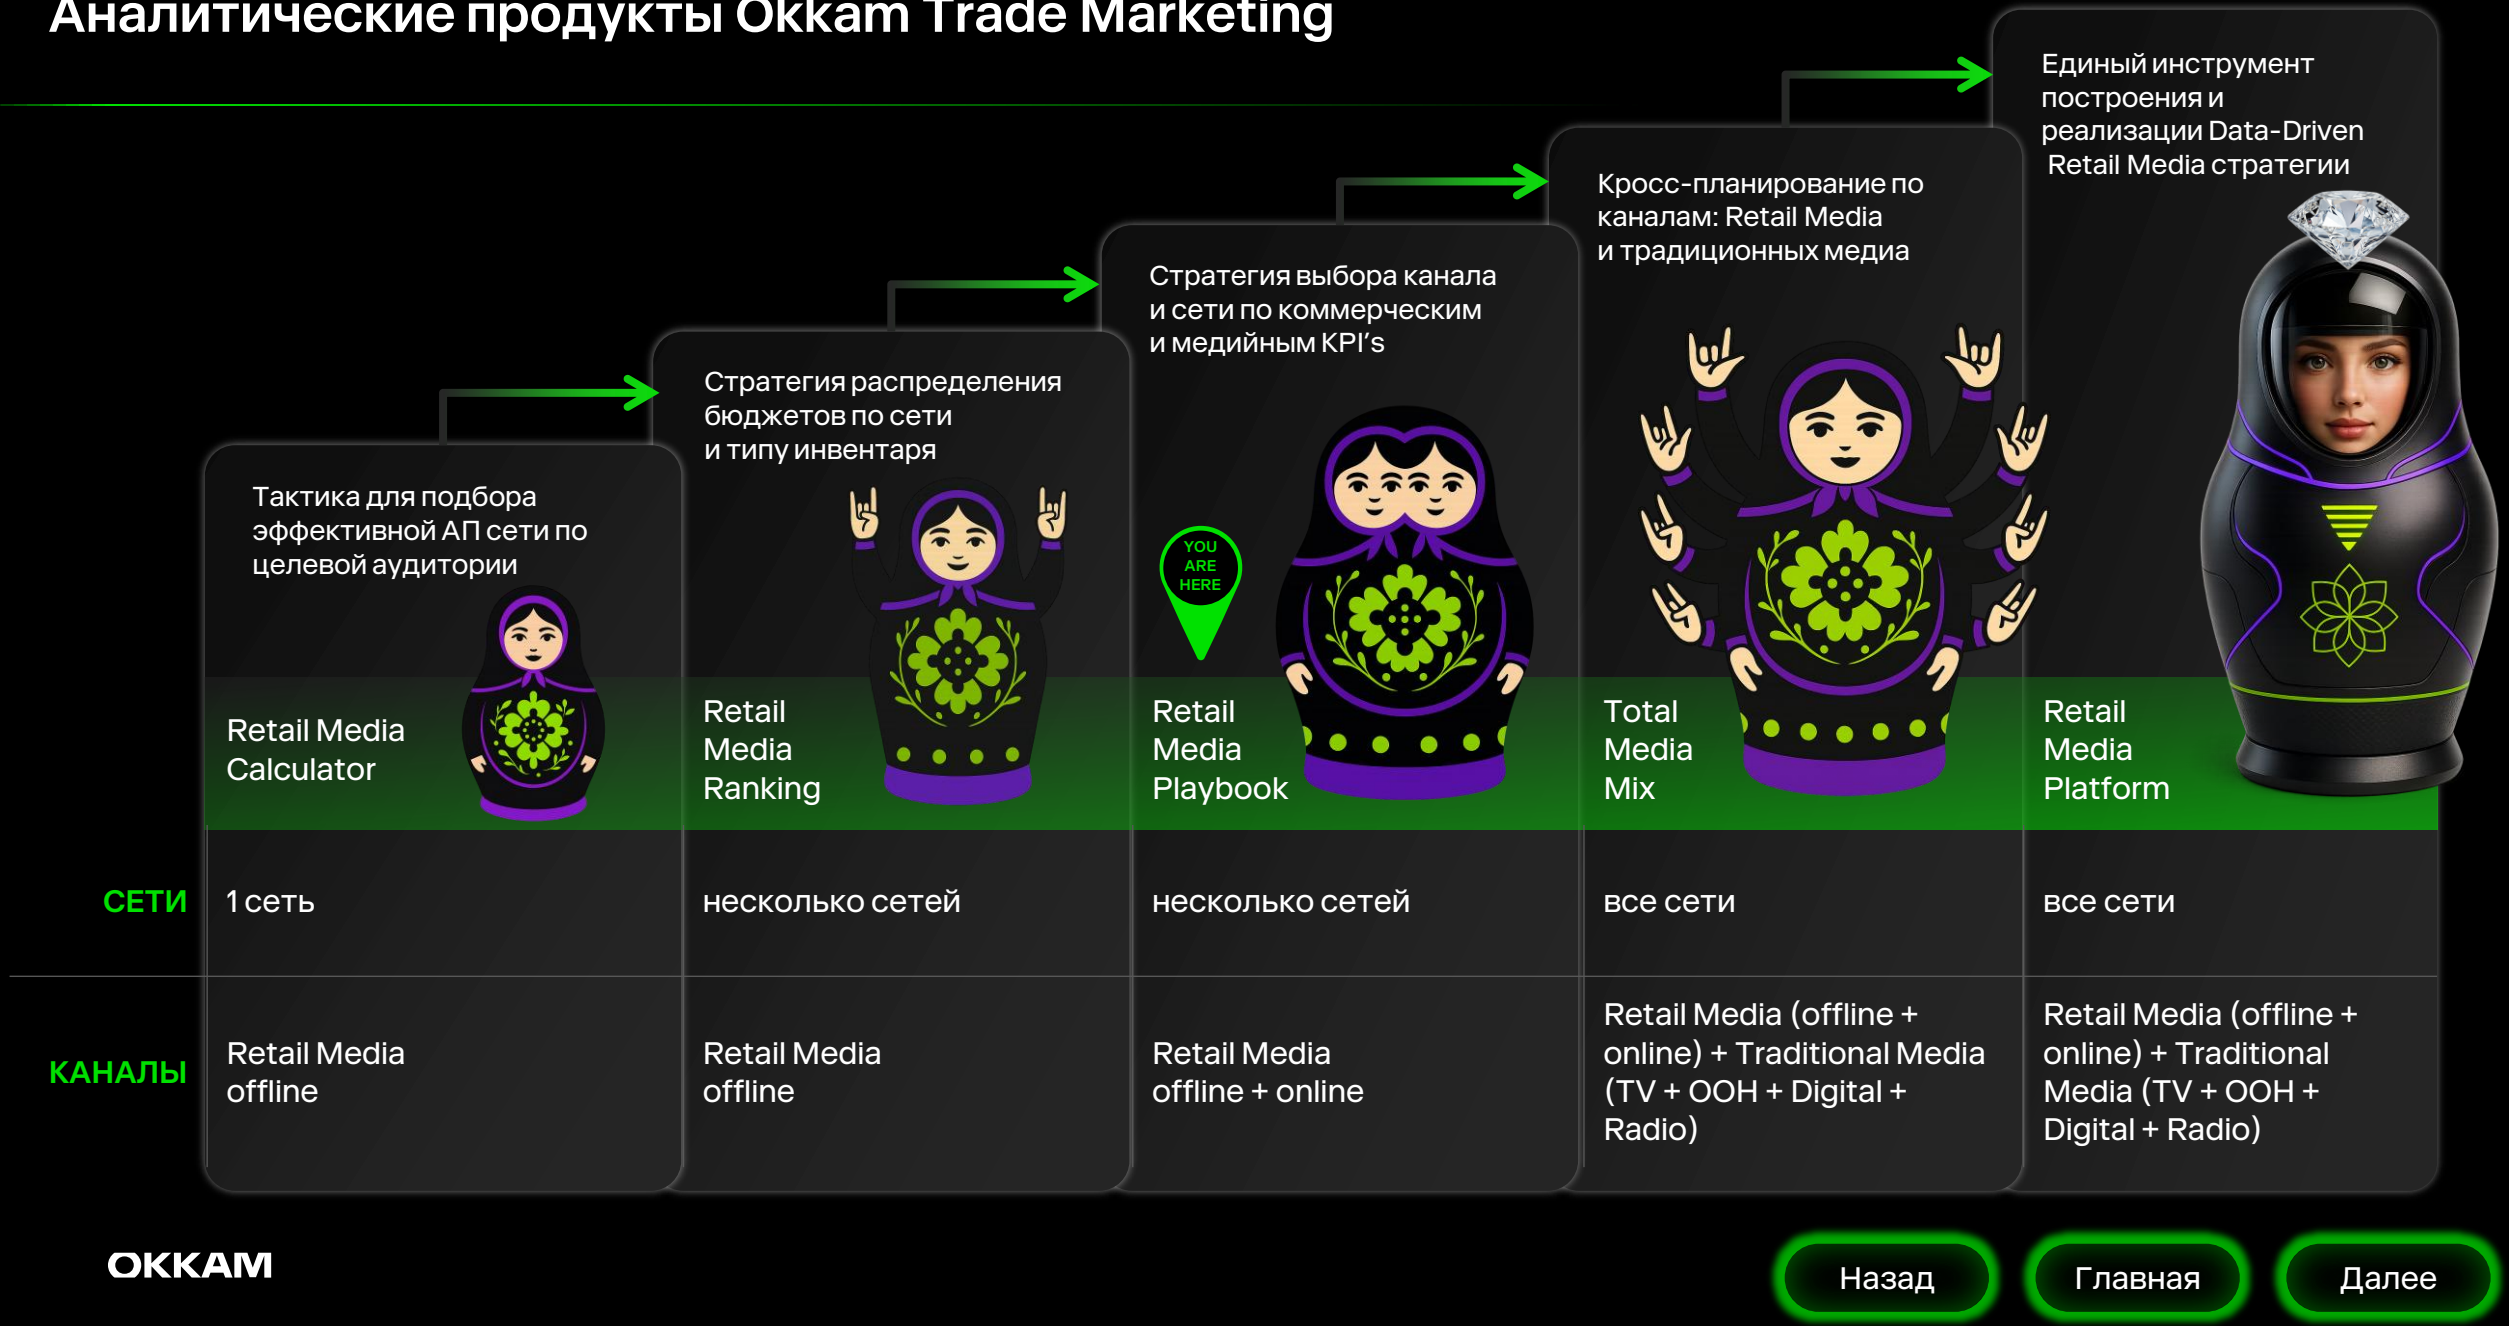 Аналитические продукты Okkam Trade Marketing
Тактика для подбора
эффективной АП сети по
целевой аудитории
Стратегия распределения
бюджетов по сети
и типу инвентаря
Стратегия выбора канала
и сети по коммерческим
и медийным KPI’s
Кросс-планирование по
каналам: Retail Media
и традиционных медиа
Единый инструмент
построения и
реализации Data-Driven
Retail Media стратегии
YOU
ARE
HERE
Retail Media
Calculator
Retail
Media
Ranking
Retail
Media
Playbook
Total
Media
Mix
Retail
Media
Platform
СЕТИ
1 сеть
несколько сетей
несколько сетей
все сети
все сети
КАНАЛЫ
Retail Media
offline
Retail Media
offline
Retail Media
offline + online
Retail Media (offline +
online) + Traditional Media
(TV + OOH + Digital +
Radio)
Retail Media (offline +
online) + Traditional
Media (TV + OOH +
Digital + Radio)
OKKAM
Назад
Главная
Далее